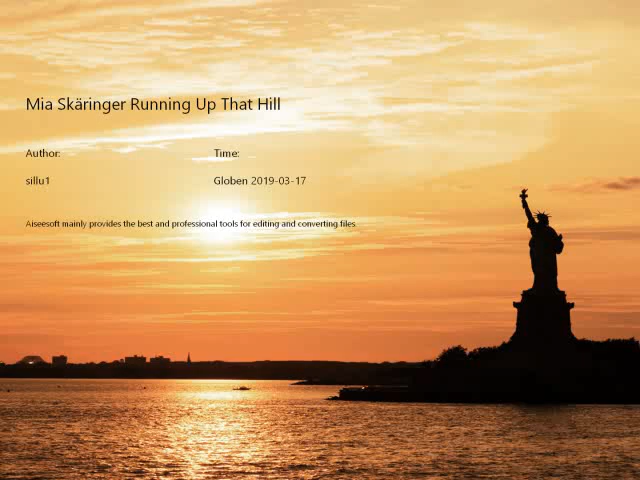 Mia Skäringer Running Up That Hill
Author: Time:
sillu1 Globen 2019-03-17
Aiseesoft mainly provides the best and professional tools for editing and converting files.